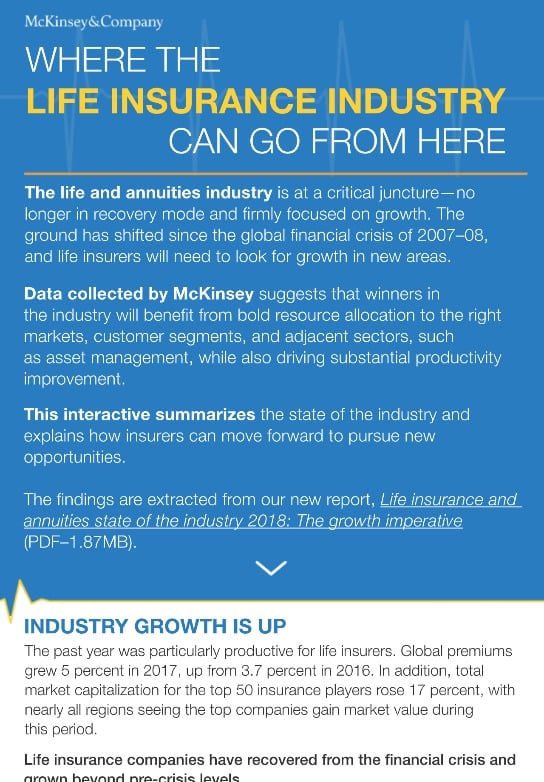 McKinsey&Company
WHERE THE
LIFE INSURANCE INDUSTRY
CAN GO FROM HERE
The life and annuities industry is at a critical juncture—no
longer in recovery mode and firmly focused on growth. The
ground has shifted since the global financial crisis of 2007–08,
and life insurers will need to look for growth in new areas.
Data collected by McKinsey suggests that winners in
the industry will benefit from bold resource allocation to the right
markets, customer segments, and adjacent sectors, such
as asset management, while also driving substantial productivity
improvement.
This interactive summarizes the state of the industry and
explains how insurers can move forward to pursue new
opportunities.
The findings are extracted from our new report, Life insurance and
annuities state of the industry 2018: The growth imperative
(PDF–1.87MB).
INDUSTRY GROWTH IS UP
The past year was particularly productive for life insurers. Global premiums
grew 5 percent in 2017, up from 3.7 percent in 2016. In addition, total
market capitalization for the top 50 insurance players rose 17 percent, with
nearly all regions seeing the top companies gain market value during
this period.
Life insurance companies have recovered from the financial crisis and
grown beyond pre-crisis levels